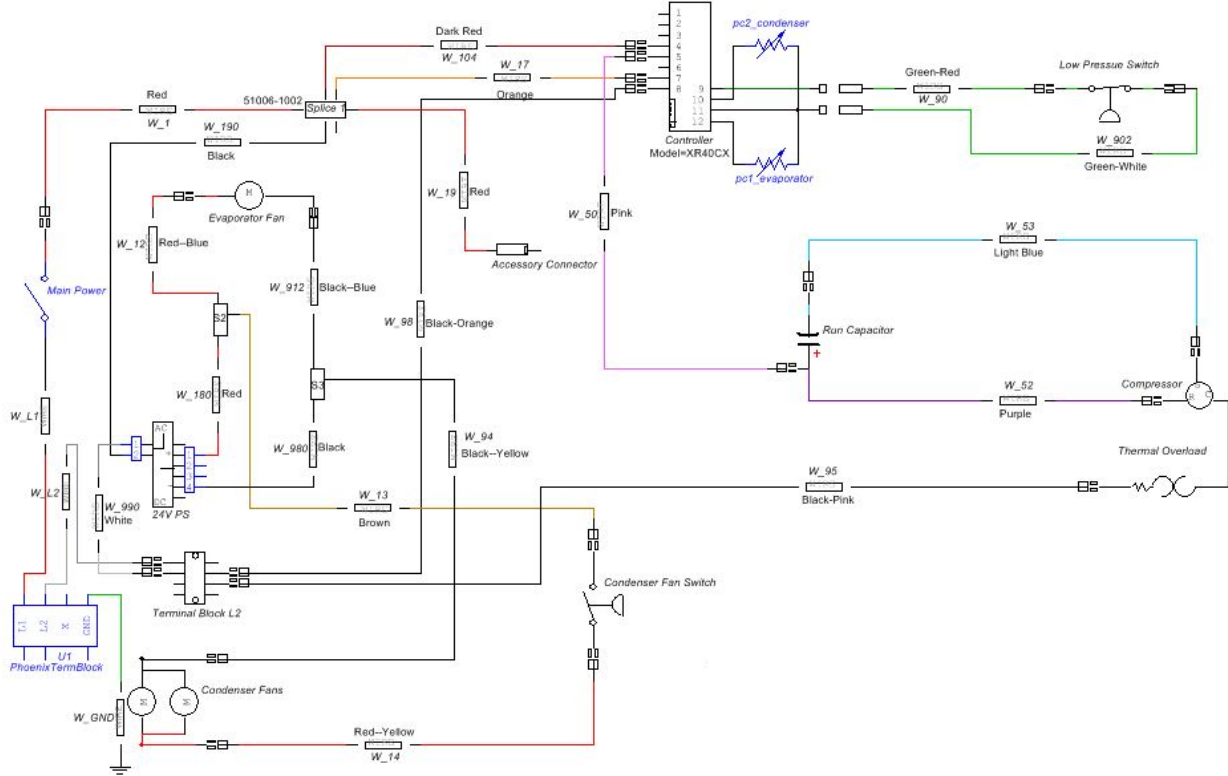 1
2
3
4
5
6
7
8
9
10
11
12
pc2_condenser
Dark Red
W_104
W_17
Orange
Red
W_1
51006-1002
Splice 1
W_190
Black
Controller
Model=XR40CX
pc1_evaporator
Green-Red
W_90
Low Pressue Switch
W_902
Green-White
W_19
Red
W_50
Pink
M
Evaporator Fan
W_12
Red--Blue
Accessory Connector
W_53
Light Blue
Main Power
W_912
Black--Blue
S2
W_98
Black-Orange
Run Capacitor
+
W_180
Red
S3
W_52
Purple
Compressor
S
R
C
W_L1
W_980
Black
W_94
Black--Yellow
Thermal Overload
AC
DC
24V PS
W_L2
W_990
White
W_13
Brown
W_95
Black-Pink
Terminal Block L2
Condenser Fan Switch
L1
L2
X
GND
U1
PhoenixTermBlock
W_GND
M
M
Condenser Fans
Red--Yellow
W_14